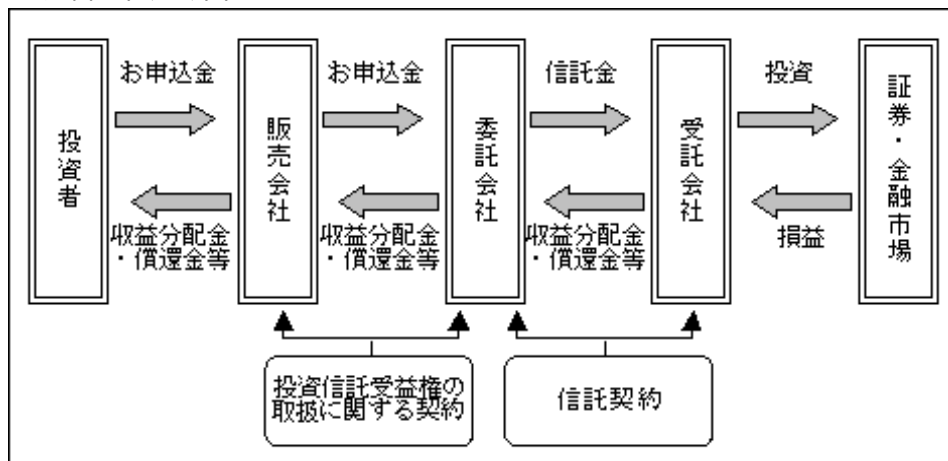 投資者
お申込金
収益分配金
・償還金等
販売会社
お申込金
収益分配金
・償還金等
委託会社
信託金
収益分配金
・償還金等
受託会社
投資
損益
証券・金融市場
投資信託受益権の
取扱に関する契約
信託契約